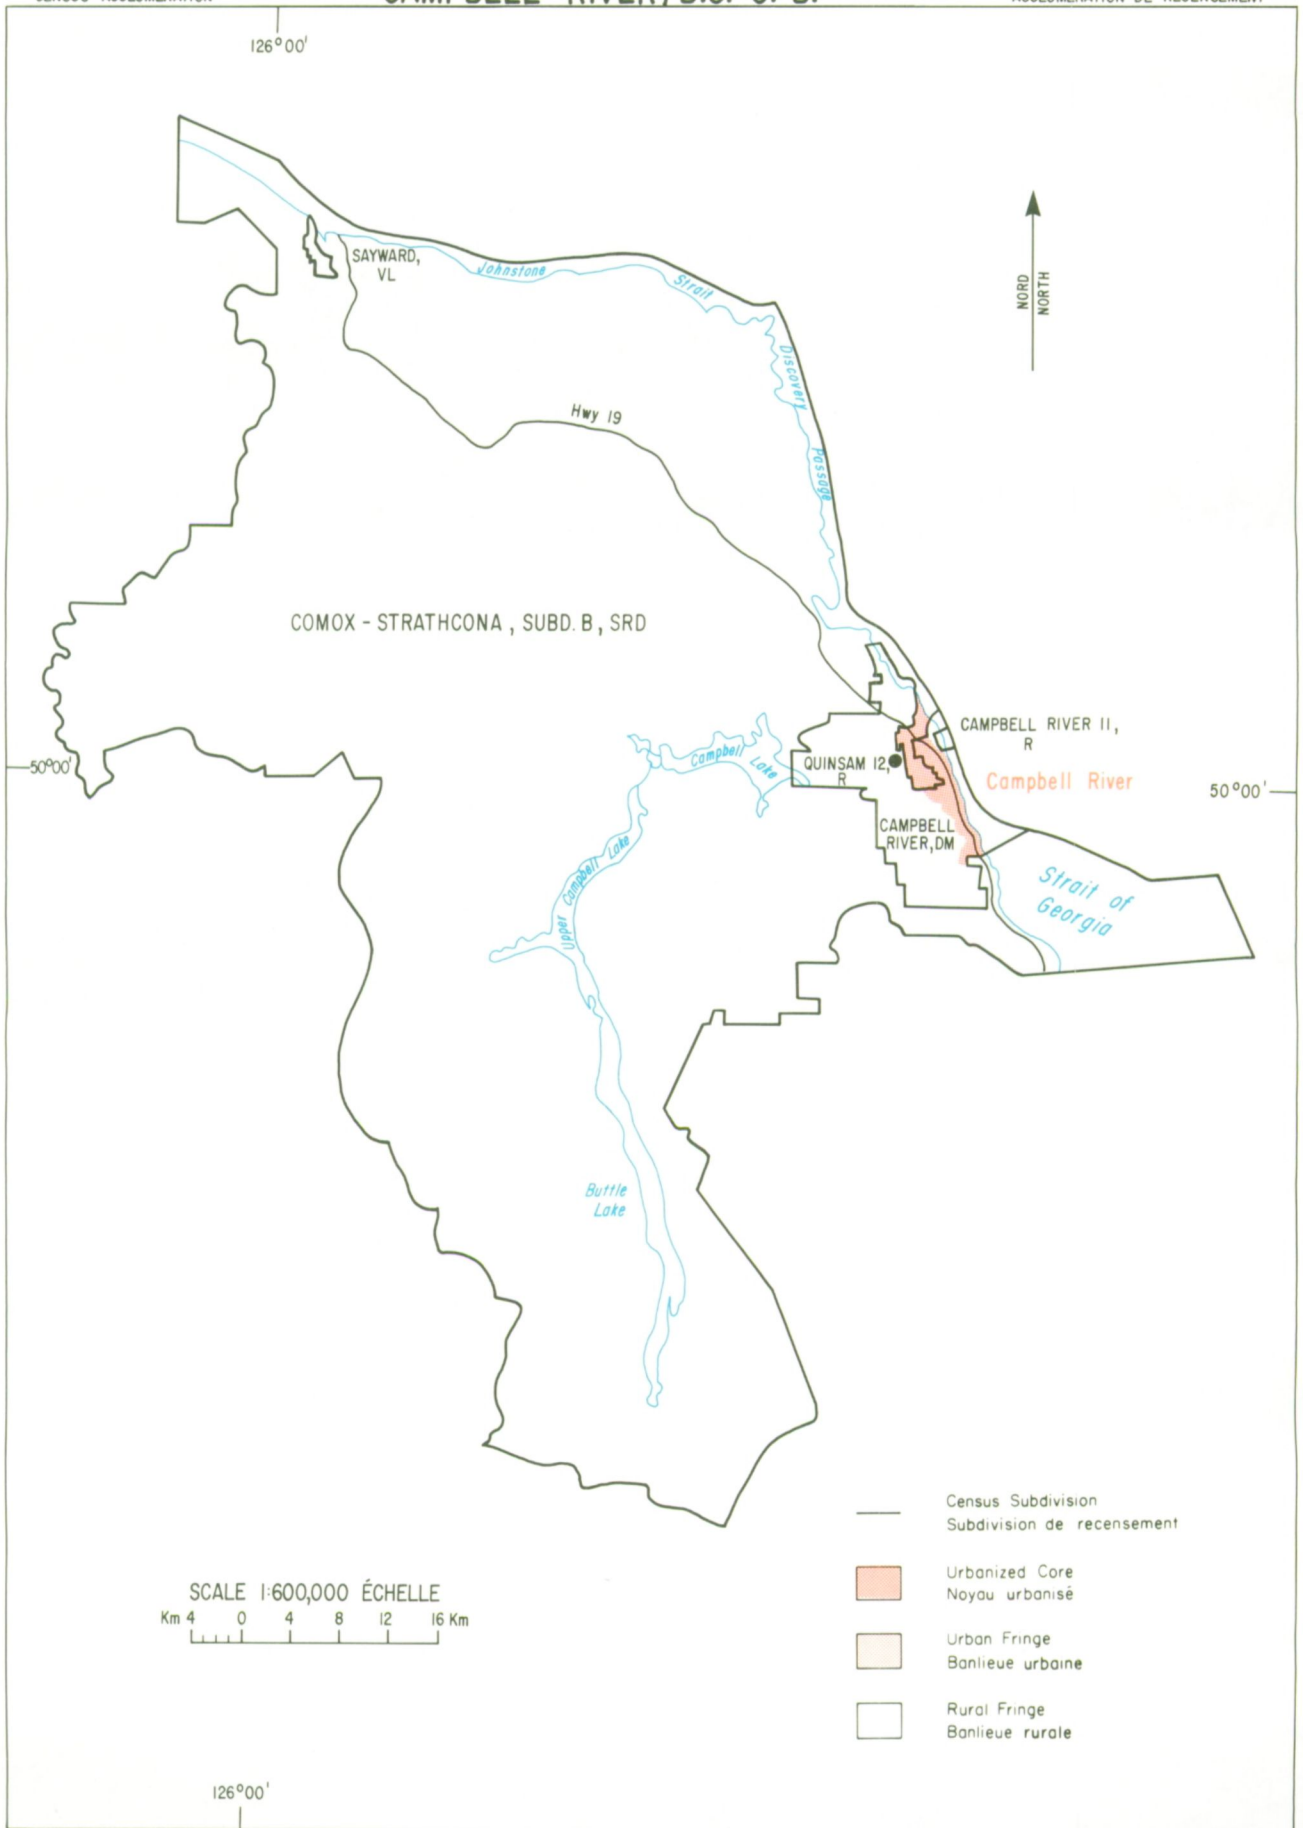 126°00'
SAYWARD,
VL
Johnstone
Strait
NORD
NORTH
Discovery
Passage
Hwy 19
COMOX - STRATHCONA, SUBD. B, SRD
CAMPBELL RIVER 11,
R
50°00'
Campbell
Lake
QUINSAM 12,
R
Campbell River
50°00'
CAMPBELL
RIVER, DM
Upper Campbell Lake
Strait of
Georgia
Buttle
Lake
Census Subdivision
Subdivision de recensement
Urbanized Core
Noyau urbanisé
SCALE 1:600,000 ÉCHELLE
Km 4 0 4 8 12 16 Km
Urban Fringe
Banlieue urbaine
Rural Fringe
Banlieue rurale
126°00'